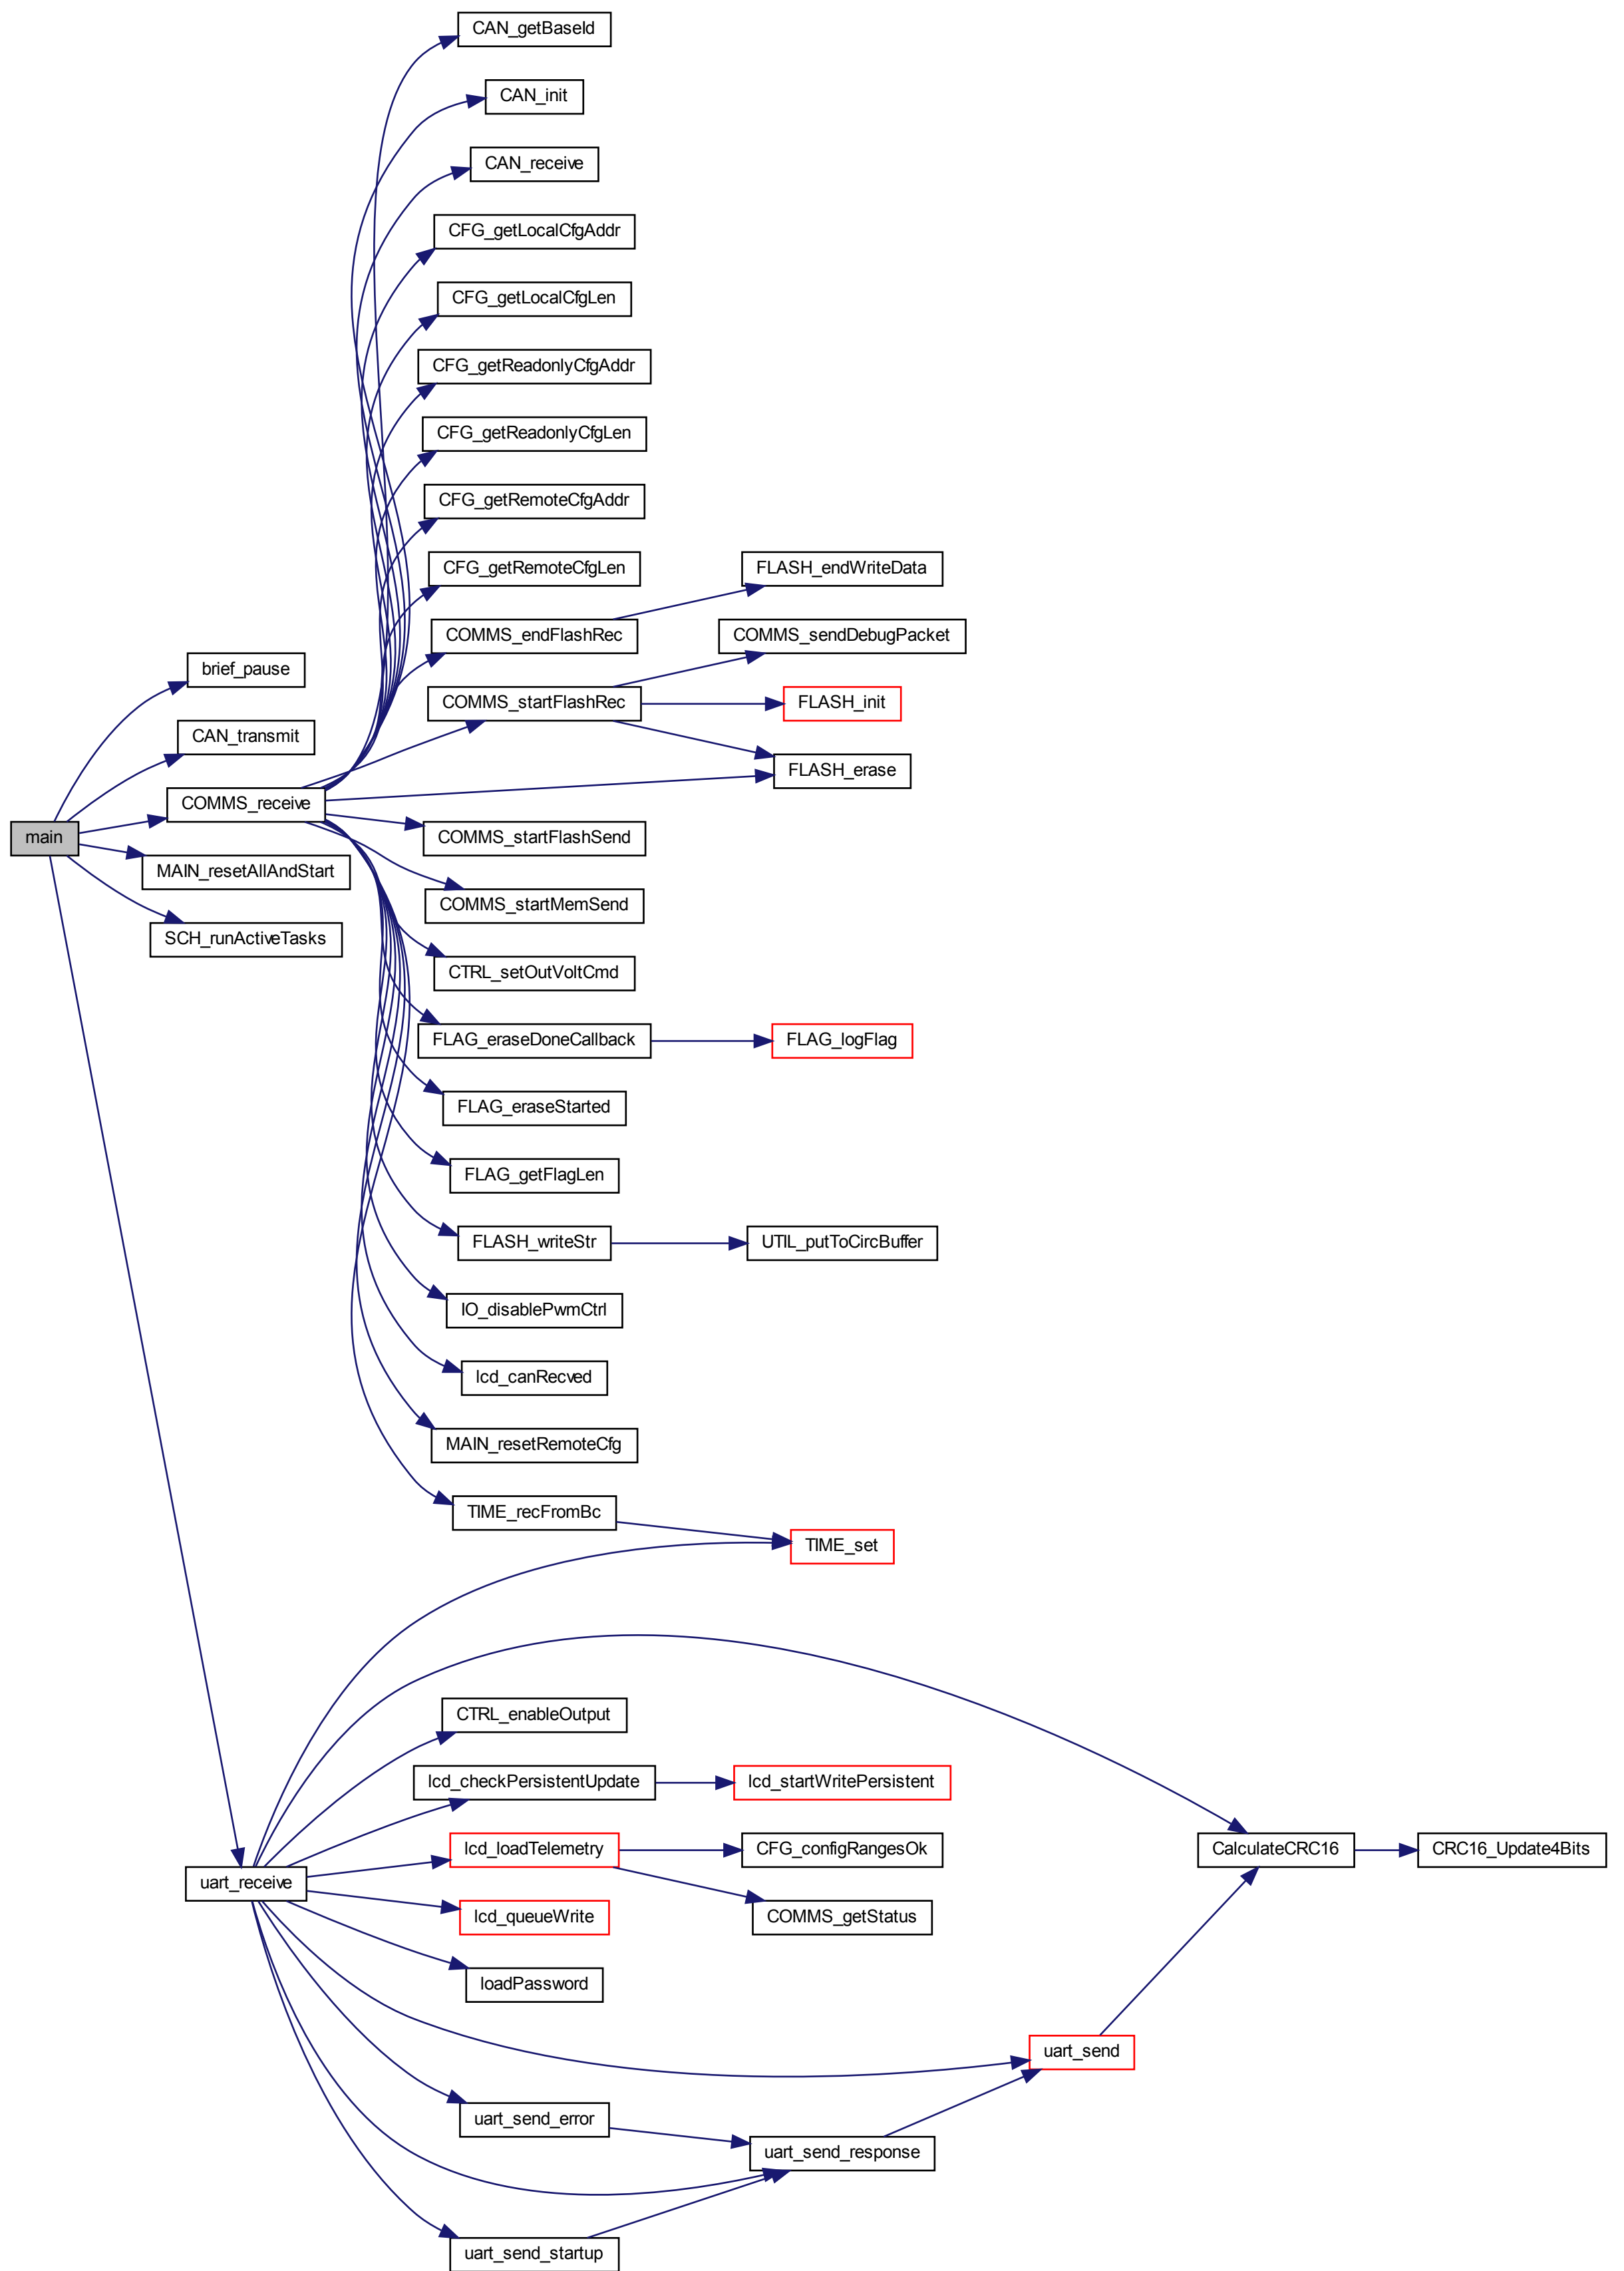 CAN_getBaseId
CAN_init
CAN_receive
CFG_getLocalCfgAddr
CFG_getLocalCfgLen
CFG_getReadonlyCfgAddr
CFG_getReadonlyCfgLen
CFG_getRemoteCfgAddr
CFG_getRemoteCfgLen
FLASH_endWriteData
COMMS_endFlashRec
COMMS_sendDebugPacket
brief_pause
COMMS_startFlashRec
FLASH_init
CAN_transmit
FLASH_erase
COMMS_receive
main
COMMS_startFlashSend
MAIN_resetAllAndStart
COMMS_startMemSend
SCH_runActiveTasks
CTRL_setOutVoltCmd
FLAG_eraseDoneCallback
FLAG_logFlag
FLAG_eraseStarted
FLAG_getFlagLen
FLASH_writeStr
UTIL_putToCircBuffer
IO_disablePwmCtrl
lcd_canRecved
MAIN_resetRemoteCfg
TIME_recFromBc
TIME_set
CTRL_enableOutput
lcd_checkPersistentUpdate
lcd_startWritePersistent
lcd_loadTelemetry
CFG_configRangesOk
CalculateCRC16
CRC16_Update4Bits
uart_receive
lcd_queueWrite
COMMS_getStatus
loadPassword
uart_send
uart_send_error
uart_send_response
uart_send_startup